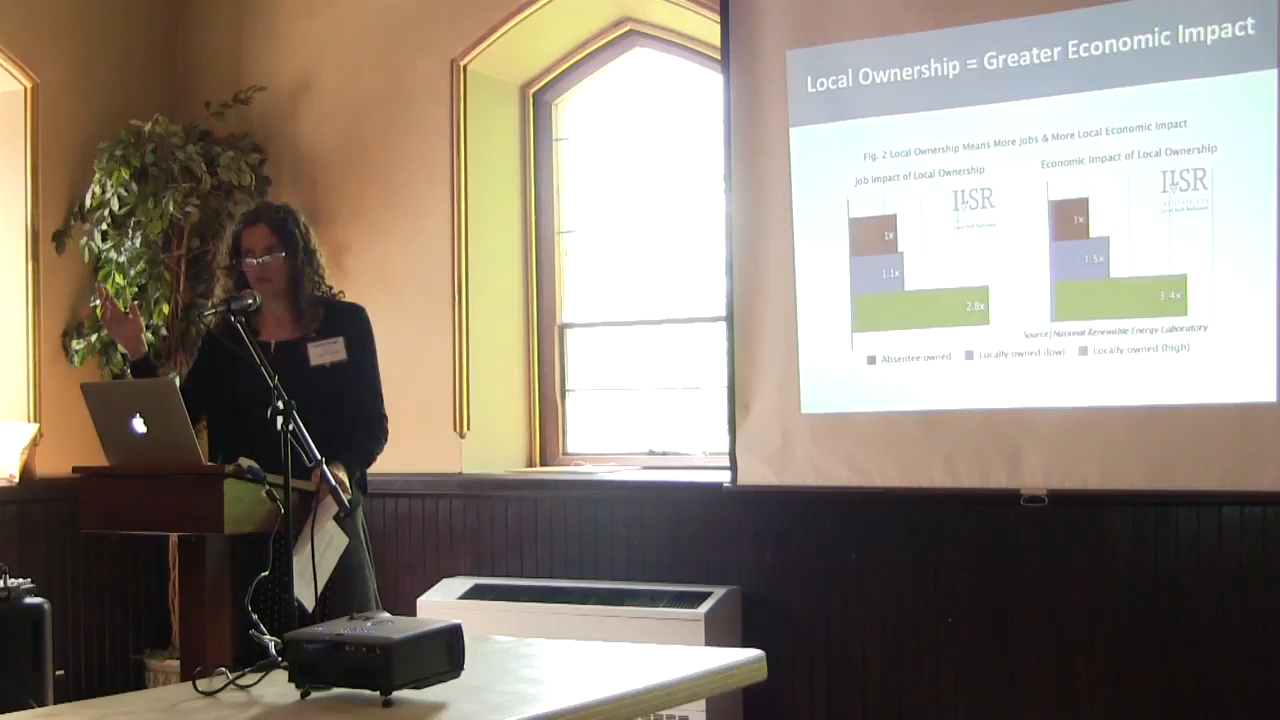 Local Ownership = Greater Economic Impact
Fig. 2 Local Ownership Means More Jobs & More Local Economic Impact
Job Impact of Local Ownership
Economic Impact of Local Ownership
ILSR
ILSR
1x
1.1x
2.8x
1x
1.5x
3.4x
Source: National Renewable Energy Laboratory
Absentee-owned
Locally-owned (low)
Locally-owned (high)